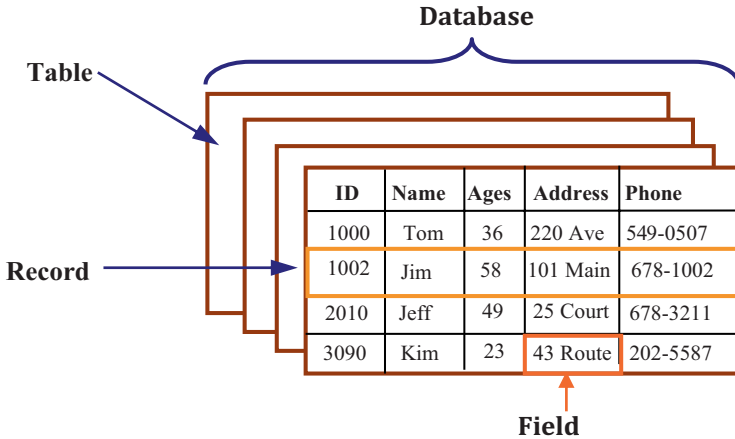 Database
Table
ID Name Ages Address Phone
1000 Tom 36 220 Ave 549-0507
Record
1002 Jim 58 101 Main 678-1002
2010 Jeff 49 25 Court 678-3211
3090 Kim 23 43 Route 202-5587
Field